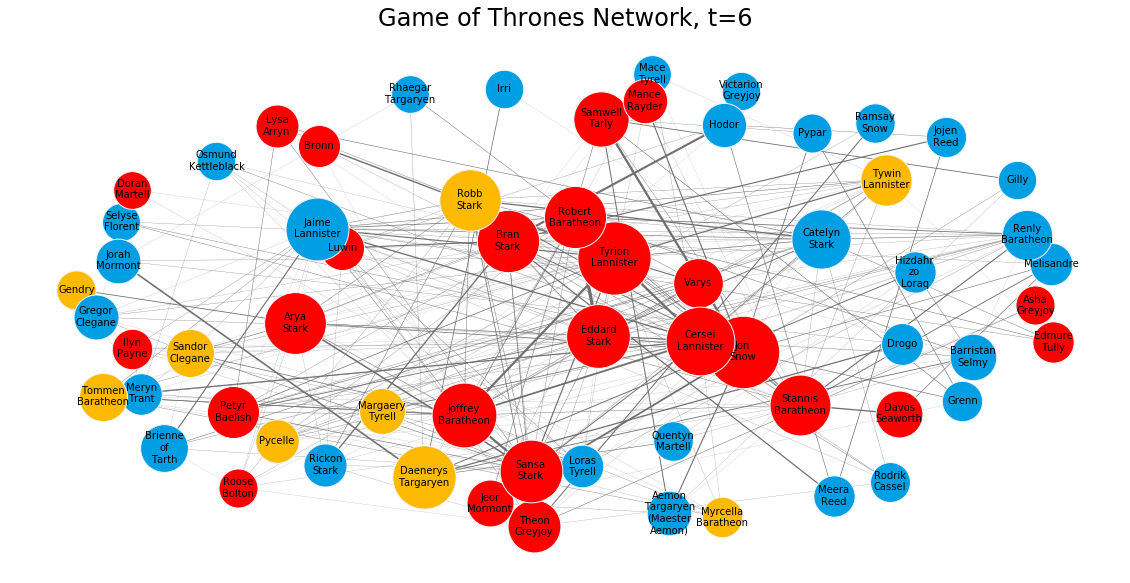 Game of Thrones Network, t=6
Mace
Tyrell
Rhaegar
Targaryen
Irri
Victarion
Greyjoy
Mance
Rayder
Samwell
Tarly
Lysa
Arryn
Hodor
Ramsay
Snow
Pypar
Jojen
Reed
Bronn
Osmund
Kettleblack
Doran
Martell
Tywin
Lannister
Gilly
Robb
Stark
Selyse
Florent
Jaime
Lannister
Robert
Baratheon
Catelyn
Stark
Renly
Baratheon
Luwin
Bran
Stark
Tyrion
Lannister
Jorah
Mormont
Melisandre
Hizdahr
zo
Loraq
Varys
Gendry
Asha
Greyjoy
Gregor
Clegane
Arya
Stark
Eddard
Stark
Cersei
Lannister
Jon
Snow
Edmure
Tully
Ilyn
Payne
Sandor
Clegane
Drogo
Barristan
Selmy
Tommen
Baratheon
Meryn
Trant
Petyr
Baelish
Margaery
Tyrell
Joffrey
Baratheon
Stannis
Baratheon
Grenn
Davos
Seaworth
Brienne
of
Tarth
Pycelle
Quentyn
Martell
Rickon
Stark
Daenerys
Targaryen
Sansa
Stark
Loras
Tyrell
Roose
Bolton
Rodrik
Cassel
Meera
Reed
Jeor
Mormont
Aemon
Targaryen
(Maester
Aemon)
Myrcella
Baratheon
Theon
Greyjoy